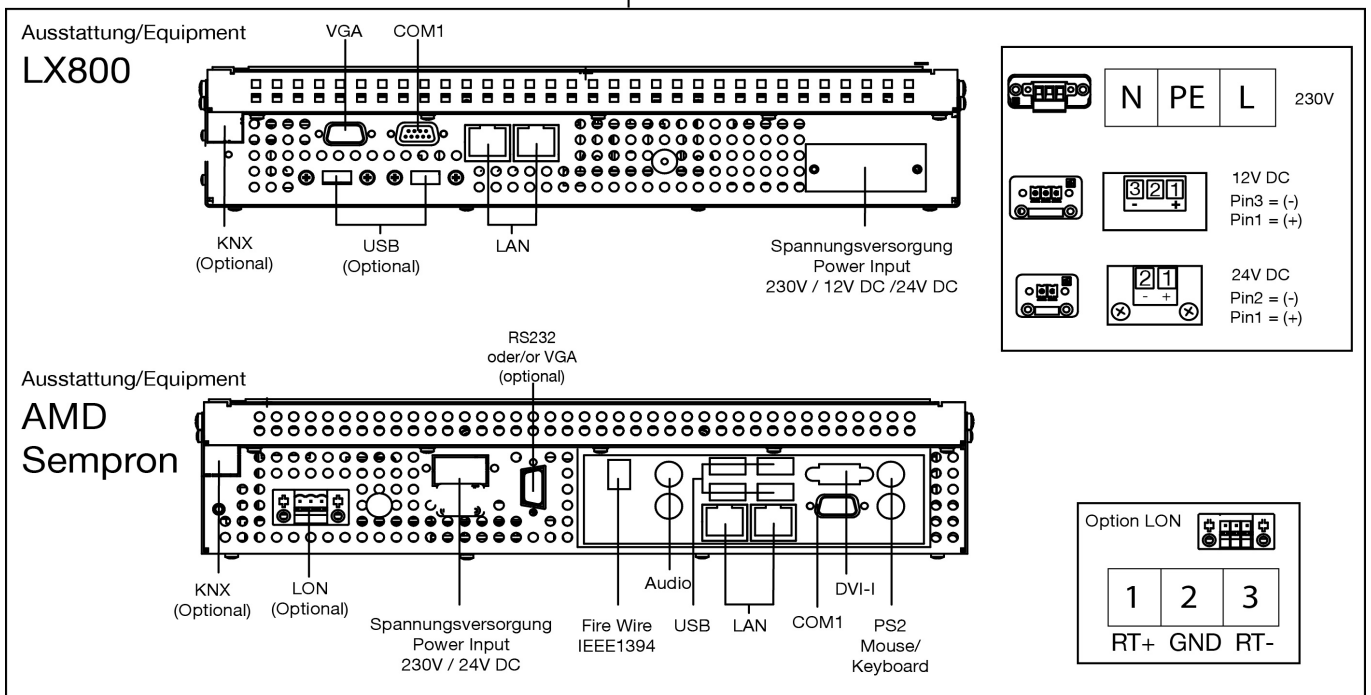 Ausstattung/Equipment
LX800
VGA COM1
KNX
(Optional)
USB
(Optional)
LAN
Spannungsversorgung
Power Input
230V / 12V DC /24V DC
N PE L 230V
3 2 1
- +
12V DC
Pin3 = (-)
Pin1 = (+)
2 1
- +
24V DC
Pin2 = (-)
Pin1 = (+)
Ausstattung/Equipment
AMD
Sempron
RS232
oder/or VGA
(optional)
KNX
(Optional)
LON
(Optional)
Spannungsversorgung
Power Input
230V / 24V DC
Fire Wire
IEEE1394
Audio
USB
LAN
COM1
DVI-I
PS2
Mouse/
Keyboard
Option LON
1 2 3
RT+ GND RT-